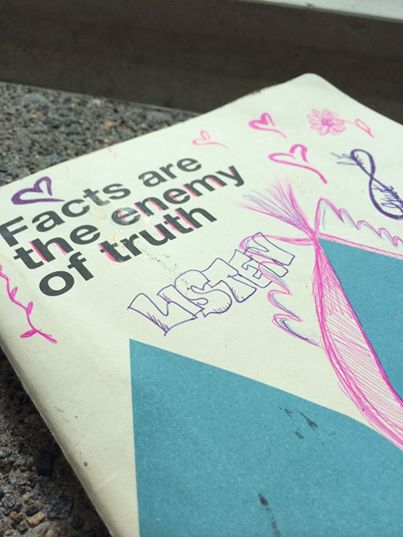 Facts are
the enemy
of truth
LISTEN